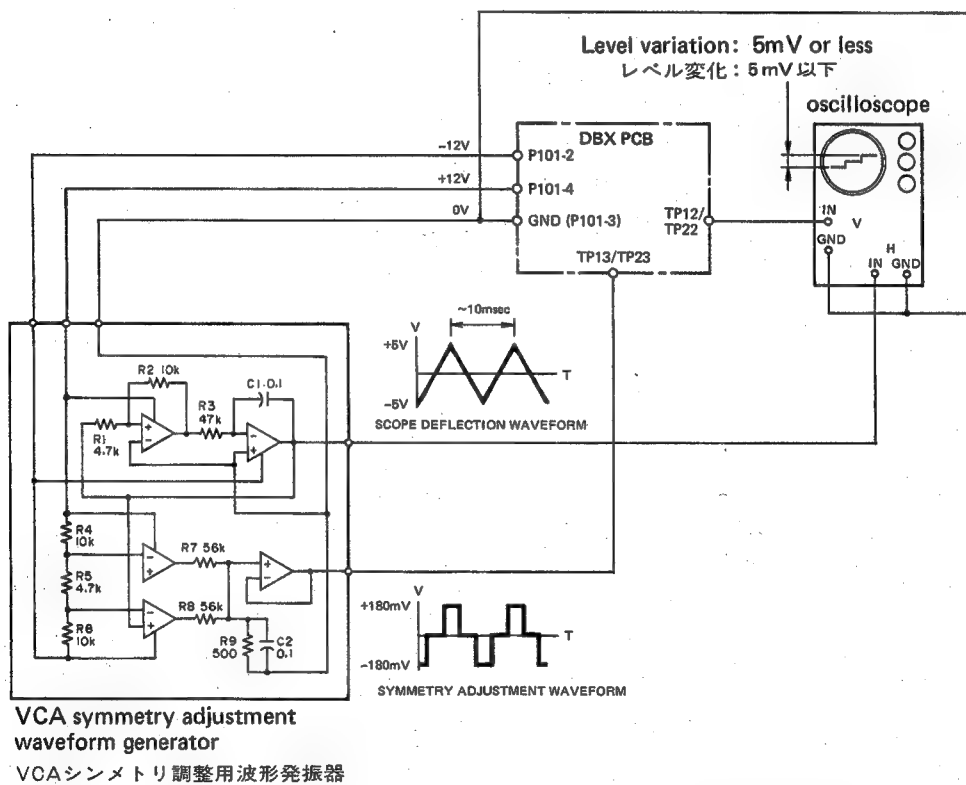 Level variation: 5mV or less
レベル変化：5mV以下
oscilloscope
DBX PCB
-12V
P101-2
+12V
P101-4
0V
GND (P101-3)
TP12/
TP22
TP13/TP23
IN
V
GND
H
IN
GND
~10msec
V
+5V
T
-5V
SCOPE DEFLECTION WAVEFORM
R2 10k
C1 0.1
R3
47k
R1
4.7k
+
-
-
+
R4
10k
R5
4.7k
R6
10k
-
+
R7 56k
+
-
-
+
R8 56k
R9
500
C2
0.1
V
+180mV
T
-180mV
SYMMETRY ADJUSTMENT WAVEFORM
VCA symmetry adjustment
waveform generator
VCAシンメトリ調整用波形発振器